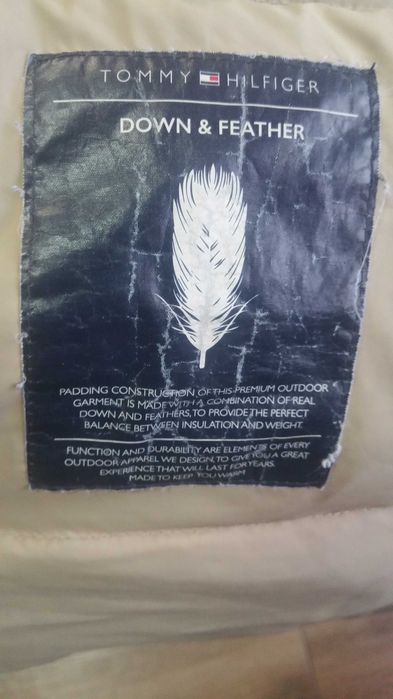 TOMMY HILFIGER
DOWN & FEATHER
PADDING CONSTRUCTION OF THIS PREMIUM OUTDOOR
GARMENT IS MADE WITH A COMBINATION OF REAL
DOWN AND FEATHERS, TO PROVIDE THE PERFECT
BALANCE BETWEEN INSULATION AND WEIGHT.
FUNCTION AND DURABILITY ARE ELEMENTS OF EVERY
OUTDOOR APPAREL WE DESIGN, TO GIVE YOU A GREAT
EXPERIENCE THAT WILL LAST FOR YEARS.
MADE TO KEEP YOU WARM